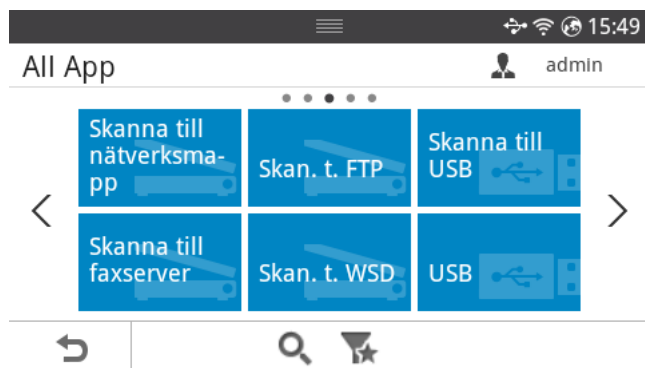 15:49
All App
admin
Skanna till
nätverksma-
pp
Skan. t. FTP
Skanna till
USB
Skanna till
faxserver
Skan. t. WSD
USB